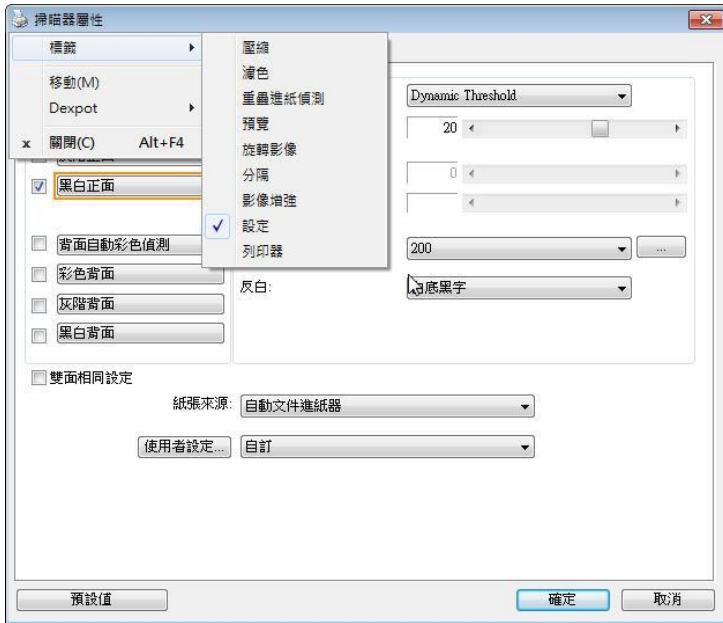 掃瞄器屬性
標籤
移動(M)
Dexpot
x 關閉(C) Alt+F4
壓縮
濾色
重疊進紙偵測
預覽
旋轉影像
分隔
影像增強
設定
列印器
Dynamic Threshold
20
0
黑白正面
背面自動彩色偵測
彩色背面
灰階背面
黑白背面
200
...
反白:
底黑字
雙面相同設定
紙張來源: 自動文件進紙器
使用者設定... 自訂
預設值 確定 取消